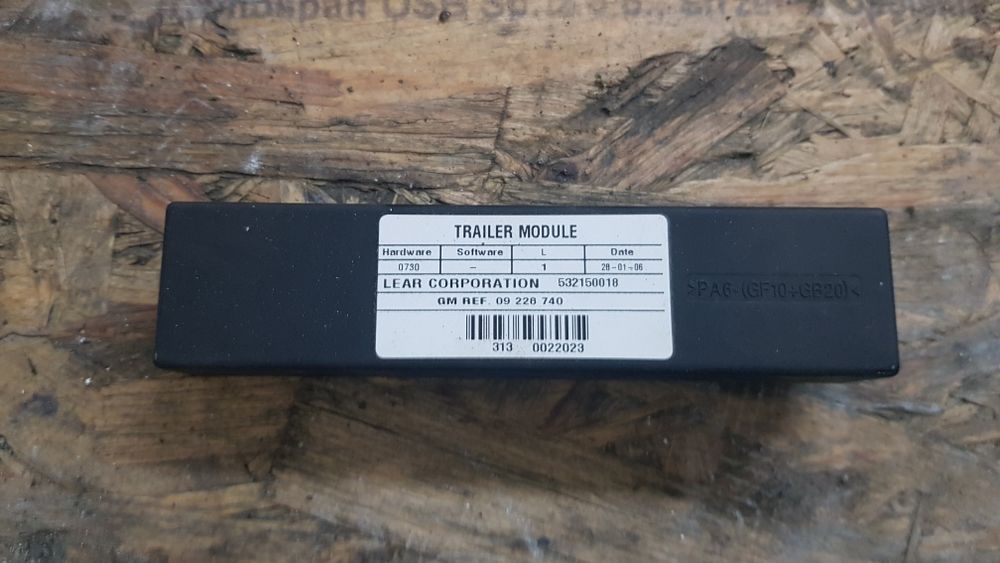 TRAILER MODULE
Hardware Software L Date
0730 – 1 28-01-06
LEAR CORPORATION 532150018
GM REF. 09 228 740
313 0022023
>PA6-(GF10+GB20)<